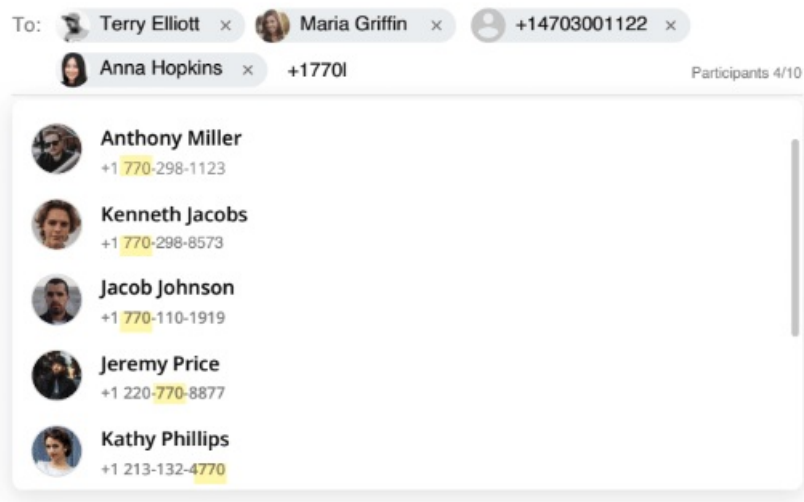 To: Terry Elliott × Maria Griffin × +14703001122 ×
Anna Hopkins × +1770l Participants 4/10
Anthony Miller
+1 770-298-1123
Kenneth Jacobs
+1 770-298-8573
Jacob Johnson
+1 770-110-1919
Jeremy Price
+1 220-770-8877
Kathy Phillips
+1 213-132-4770